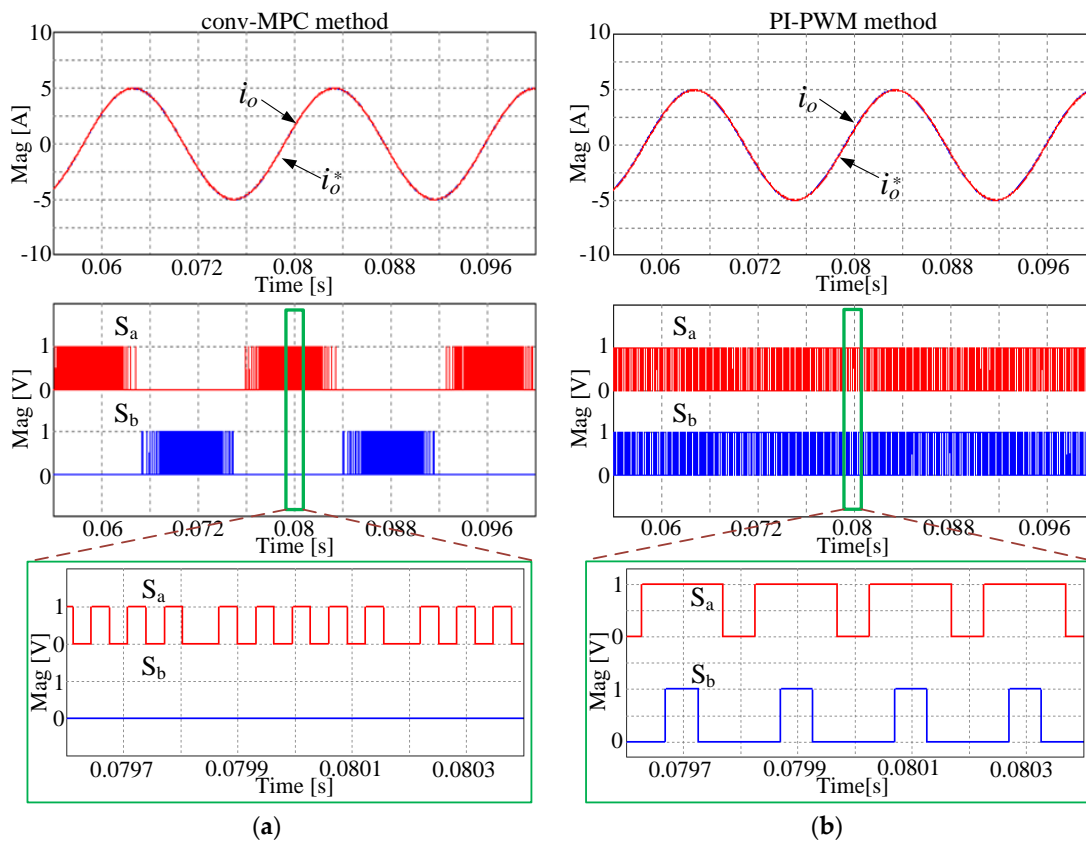 conv-MPC method
10
5
0
-5
-10
Mag [A]
i_o
i_o^*
0.06 0.072 0.08 0.088 0.096
Time [s]
S_a
1
0
S_b
1
0
Mag [V]
0.06 0.072 0.08 0.088 0.096
Time [s]
S_a
1
0
S_b
1
0
Mag [V]
0.0797 0.0799 0.0801 0.0803
Time [s]
(a)
PI-PWM method
10
5
0
-5
-10
Mag [A]
i_o
i_o^*
0.06 0.072 0.08 0.088 0.096
Time[s]
S_a
1
0
S_b
1
0
Mag [V]
0.06 0.072 0.08 0.088 0.096
Time[s]
S_a
1
0
S_b
1
0
Mag [V]
0.0797 0.0799 0.0801 0.0803
Time[s]
(b)